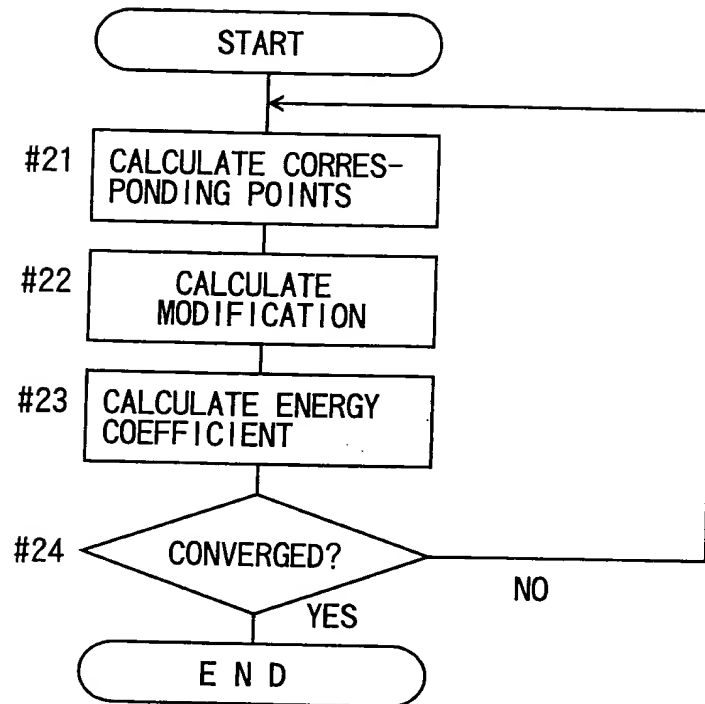 START
#21
CALCULATE CORRES-
PONDING POINTS
#22
CALCULATE
MODIFICATION
#23
CALCULATE ENERGY
COEFFICIENT
#24
CONVERGED?
NO
YES
END